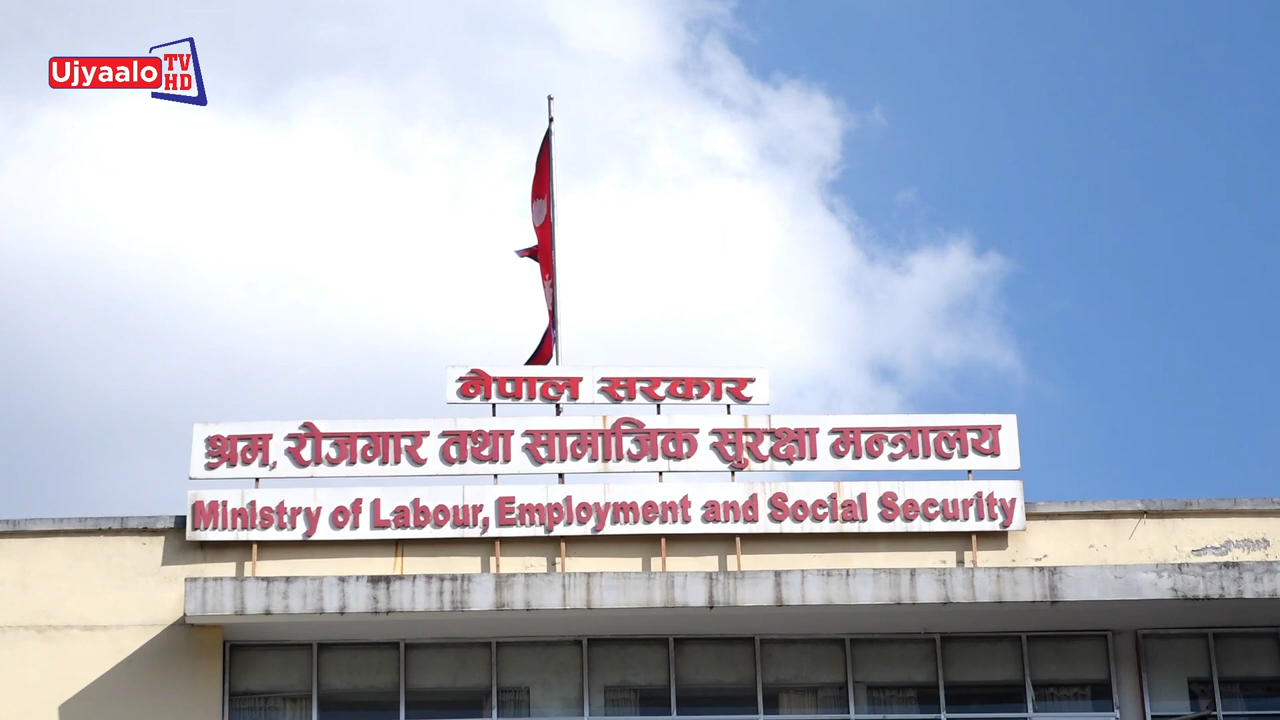 Ujyaalo TV HD
नेपाल सरकार
श्रम, रोजगार तथा सामाजिक सुरक्षा मन्त्रालय
Ministry of Labour, Employment and Social Security